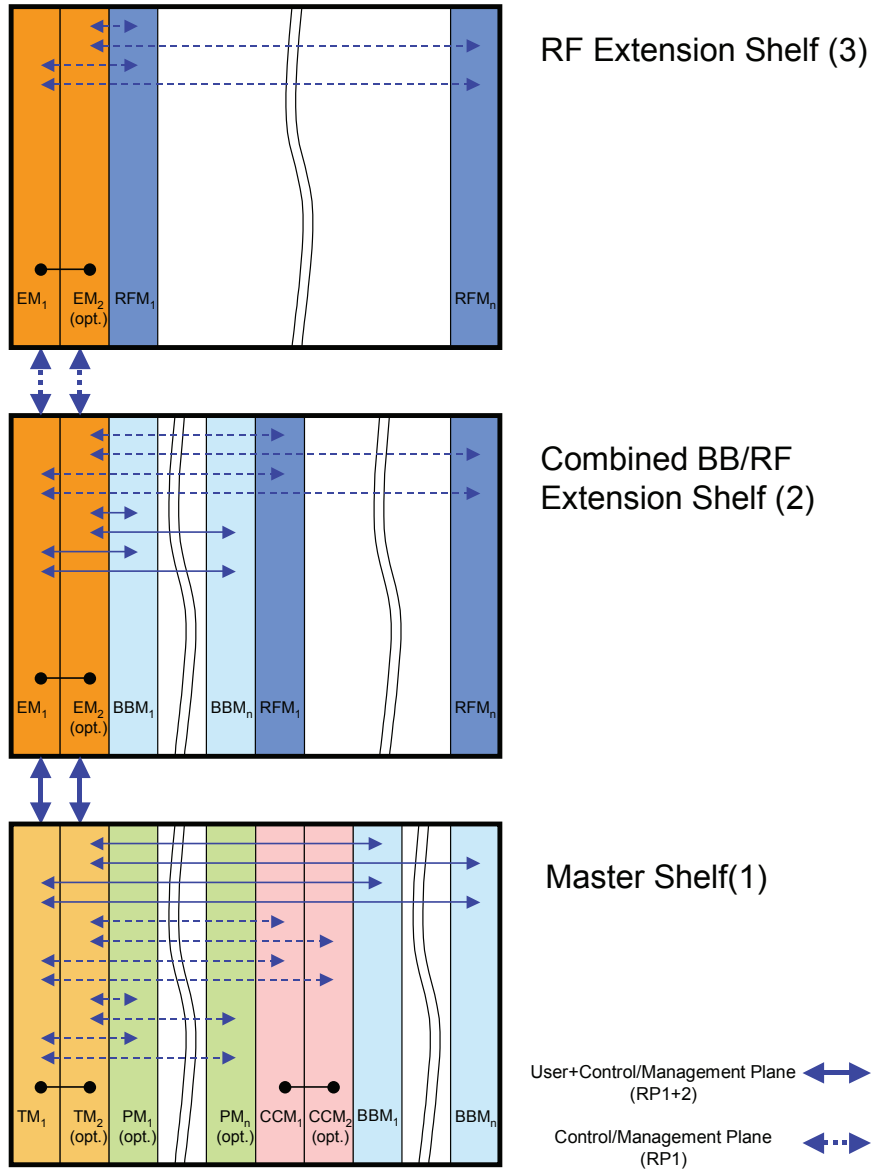 RF Extension Shelf (3)
EM₁ EM₂ RFM₁ RFMₙ
(opt.)
Combined BB/RF
Extension Shelf (2)
EM₁ EM₂ BBM₁ BBMₙ RFM₁ RFMₙ
(opt.)
Master Shelf(1)
User+Control/Management Plane
(RP1+2)
TM₁ TM₂ PM₁ PMₙ CCM₁ CCM₂ BBM₁ BBMₙ
(opt.) (opt.) (opt.) (opt.)
Control/Management Plane
(RP1)